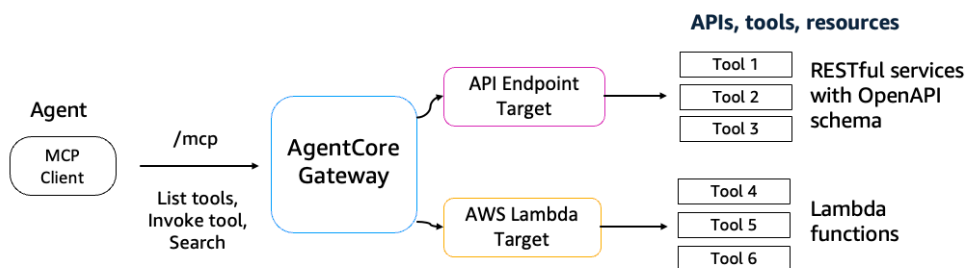 APIs, tools, resources
Agent
MCP
Client
/mcp
List tools,
Invoke tool,
Search
AgentCore
Gateway
API Endpoint
Target
AWS Lambda
Target
Tool 1
Tool 2
Tool 3
RESTful services
with OpenAPI
schema
Tool 4
Tool 5
Tool 6
Lambda
functions